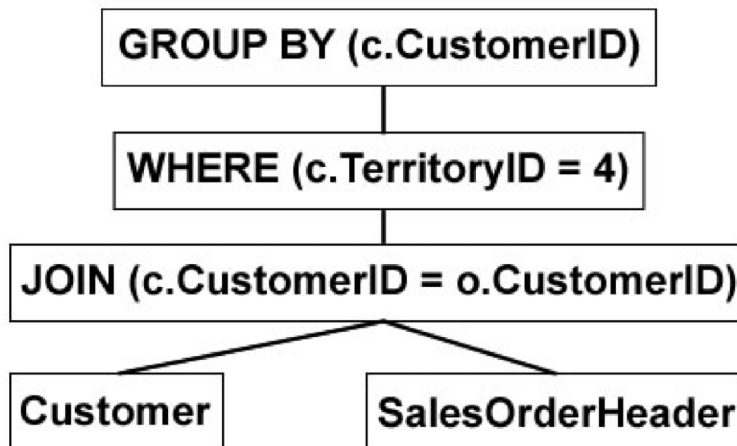 GROUP BY (c.CustomerID)
WHERE (c.TerritoryID = 4)
JOIN (c.CustomerID = o.CustomerID)
Customer
SalesOrderHeader